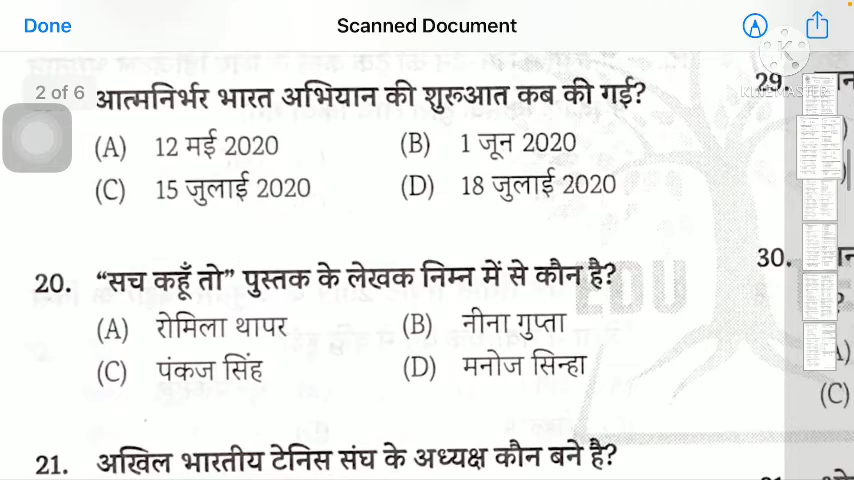 Done
Scanned Document
2 of 6
आत्मनिर्भर भारत अभियान की शुरूआत कब की गई?
(A) 12 मई 2020 (B) 1 जून 2020
(C) 15 जुलाई 2020 (D) 18 जुलाई 2020
20. “सच कहूँ तो” पुस्तक के लेखक निम्न में से कौन है?
(A) रोमिला थापर (B) नीना गुप्ता
(C) पंकज सिंह (D) मनोज सिन्हा
21. अखिल भारतीय टेनिस संघ के अध्यक्ष कौन बने है?
EDU
29.
K
KINEMASTER
30.
(C)